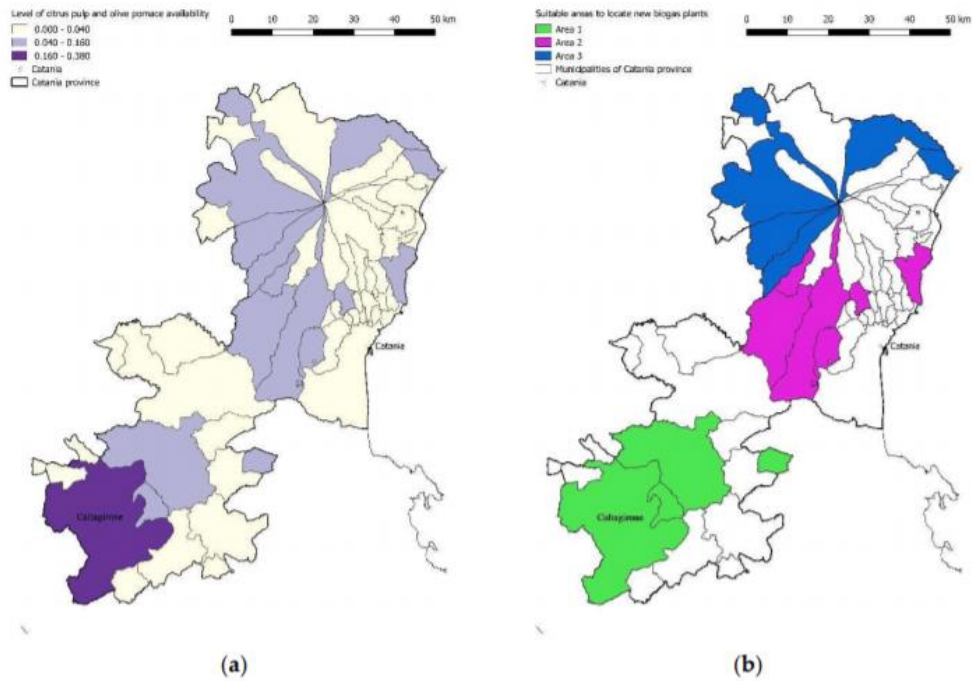 Level of citrus pulp and olive pomace availability
0.000 - 0.040
0.040 - 0.160
0.160 - 0.380
Catania
Catania province
0 10 20 30 40 50 km
Catania
Caltagirone
(a)
Suitable areas to locate new biogas plants
Area 1
Area 2
Area 3
Municipalities of Catania province
Catania
0 10 20 30 40 50 km
Catania
Caltagirone
(b)